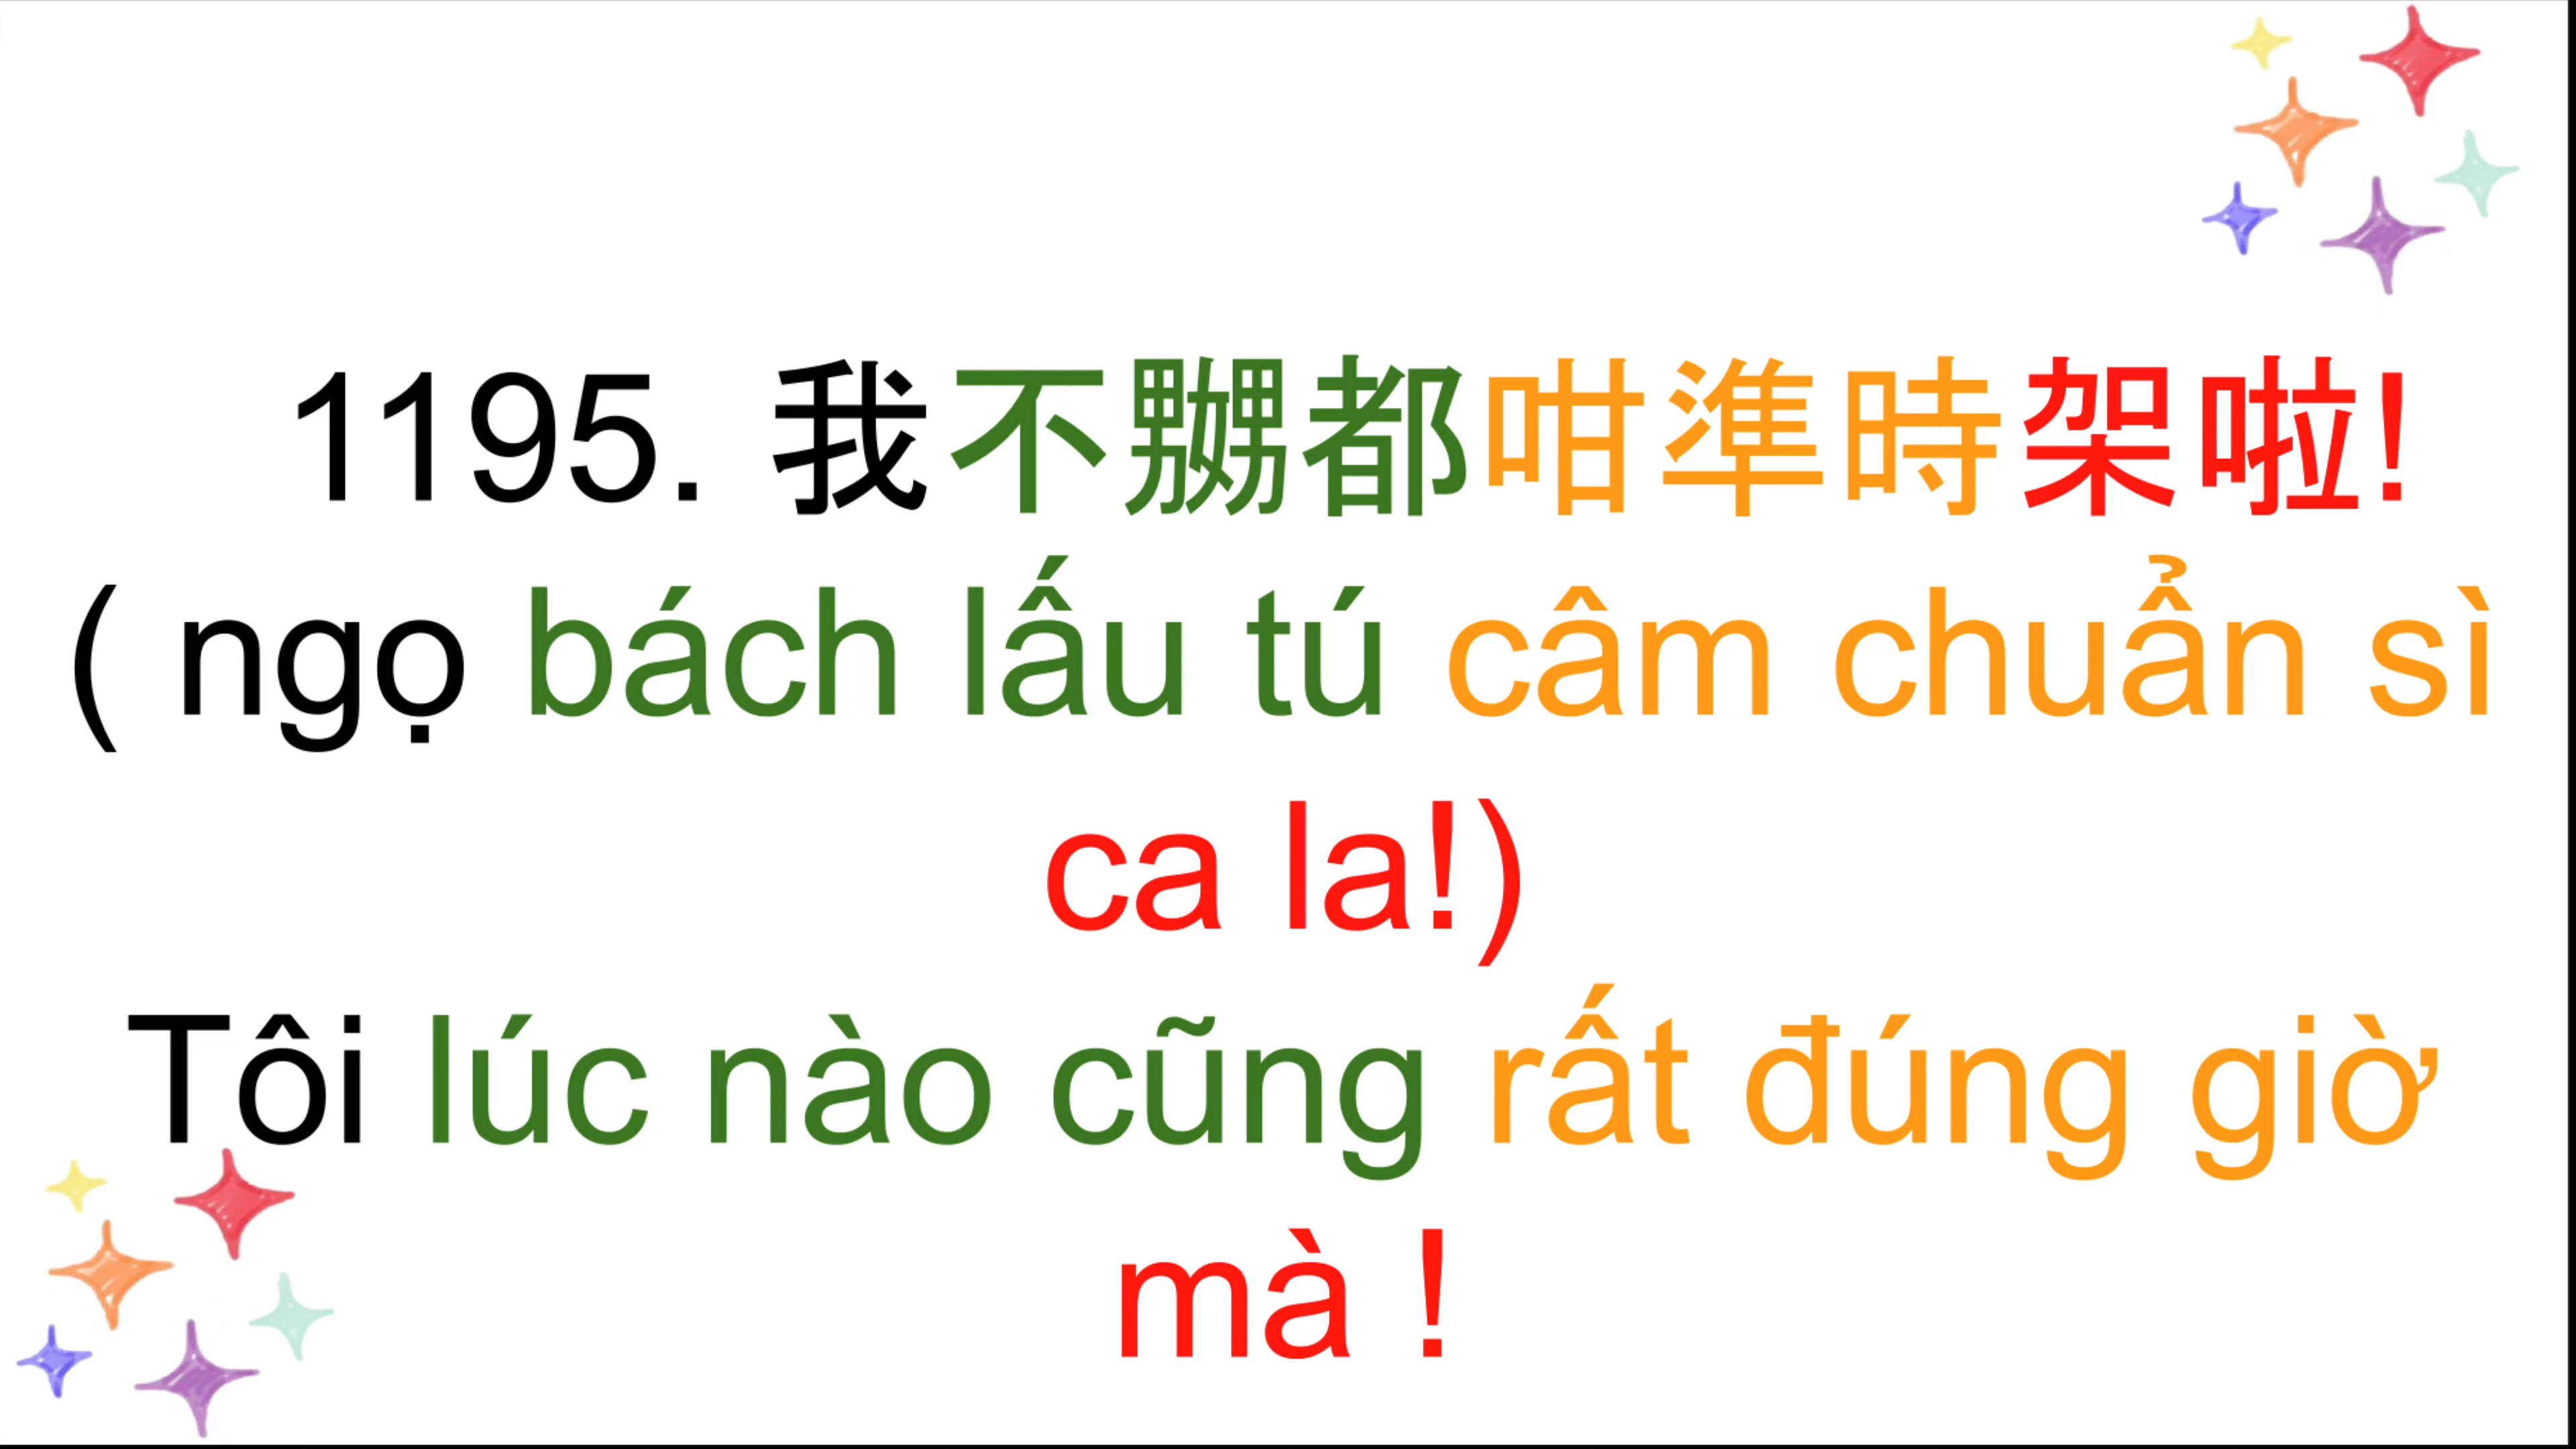 1195. 我不嬲都咁準時架啦!
( ngọ bách lấu tú câm chuẩn sì
ca la!)
Tôi lúc nào cũng rất đúng giờ
mà !